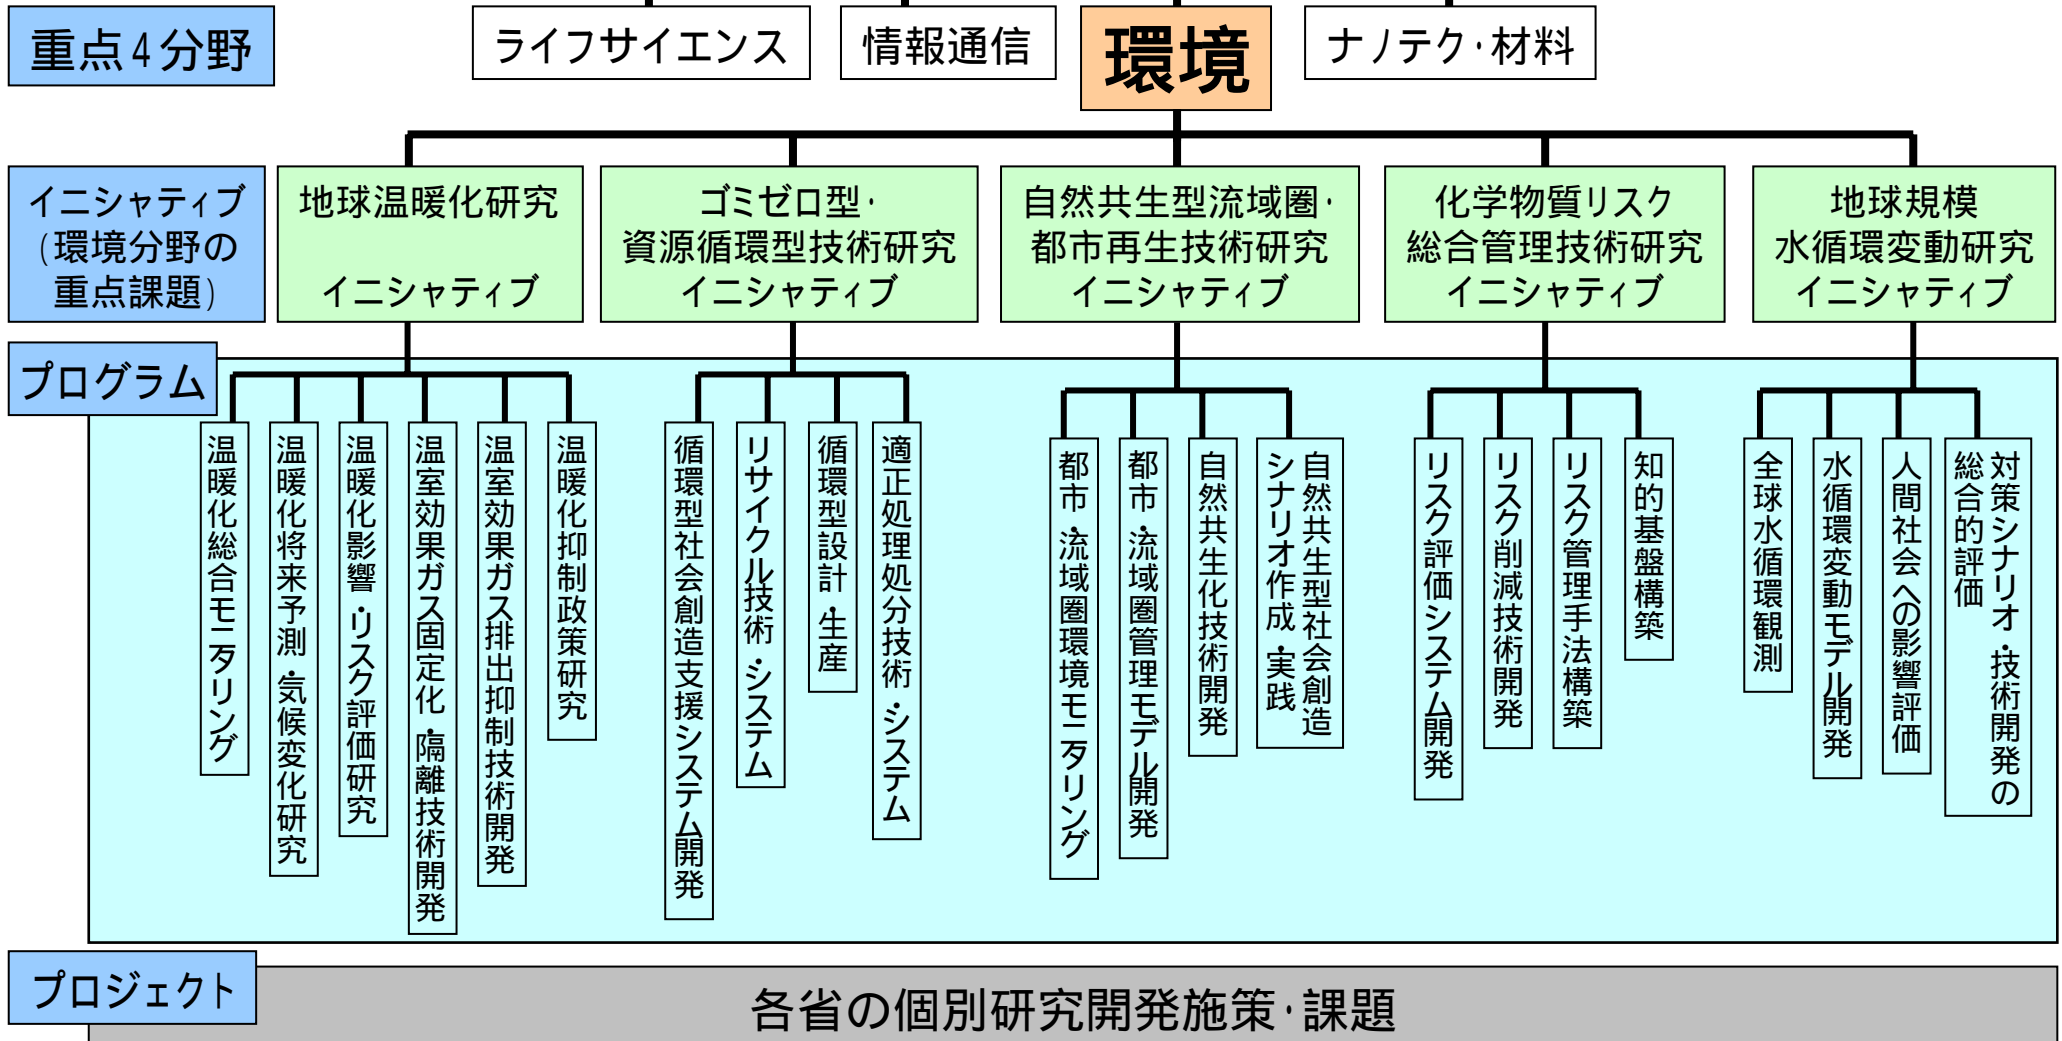 重点4分野
ライフサイエンス
情報通信
環境
ナノテク・材料
イニシャティブ
(環境分野の
重点課題)
地球温暖化研究
イニシャティブ
ゴミゼロ型・
資源循環型技術研究
イニシャティブ
自然共生型流域圏・
都市再生技術研究
イニシャティブ
化学物質リスク
総合管理技術研究
イニシャティブ
地球規模
水循環変動研究
イニシャティブ
プログラム
温暖化総合モニタリング
温暖化将来予測・気候変化研究
温暖化影響・リスク評価研究
温室効果ガス固定化・隔離技術開発
温室効果ガス排出抑制技術開発
温暖化抑制政策研究
循環型社会創造支援システム開発
リサイクル技術・システム
循環型設計・生産
適正処理処分技術・システム
都市・流域圏環境モニタリング
都市・流域圏管理モデル開発
自然共生化技術開発
自然共生型社会創造
シナリオ作成・実践
リスク評価システム開発
リスク削減技術開発
リスク管理手法構築
知的基盤構築
全球水循環観測
水循環変動モデル開発
人間社会への影響評価
対策シナリオ・技術開発の
総合的評価
プロジェクト
各省の個別研究開発施策・課題